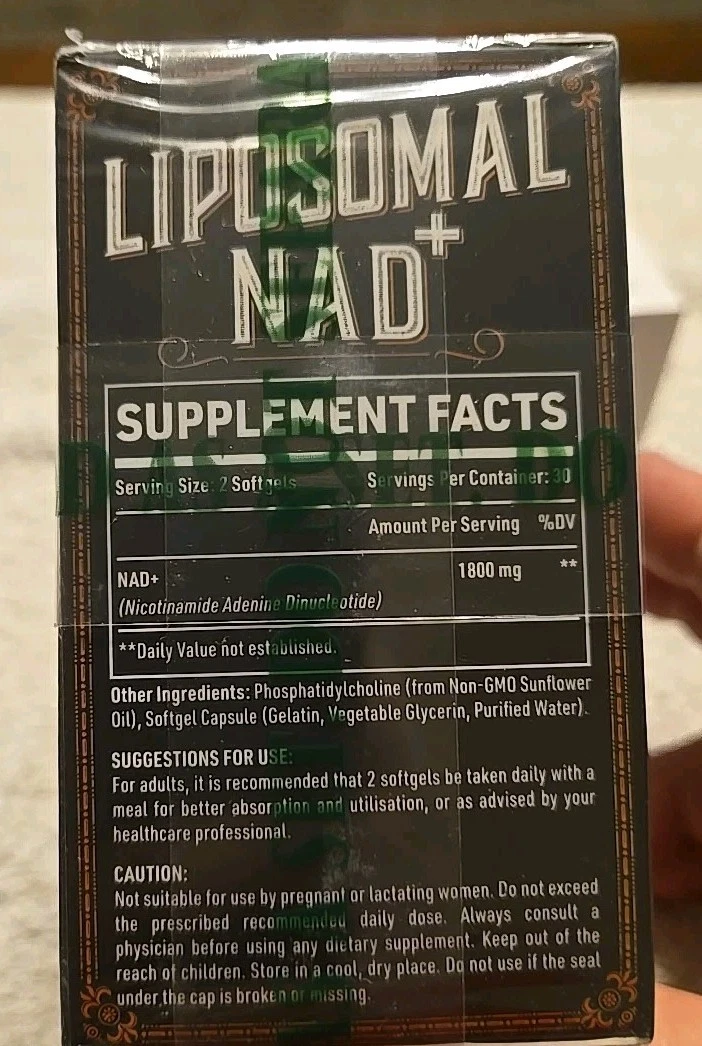 LIPOSOMAL
NAD+
SUPPLEMENT FACTS
Serving Size: 2 Softgels Servings Per Container: 30
Amount Per Serving %DV
NAD+ 1800 mg **
(Nicotinamide Adenine Dinucleotide)
**Daily Value not established.
Other Ingredients: Phosphatidylcholine (from Non-GMO Sunflower
Oil), Softgel Capsule (Gelatin, Vegetable Glycerin, Purified Water).
SUGGESTIONS FOR USE:
For adults, it is recommended that 2 softgels be taken daily with a
meal for better absorption and utilisation, or as advised by your
healthcare professional.
CAUTION:
Not suitable for use by pregnant or lactating women. Do not exceed
the prescribed recommended daily dose. Always consult a
physician before using any dietary supplement. Keep out of the
reach of children. Store in a cool, dry place. Do not use if the seal
under the cap is broken or missing.